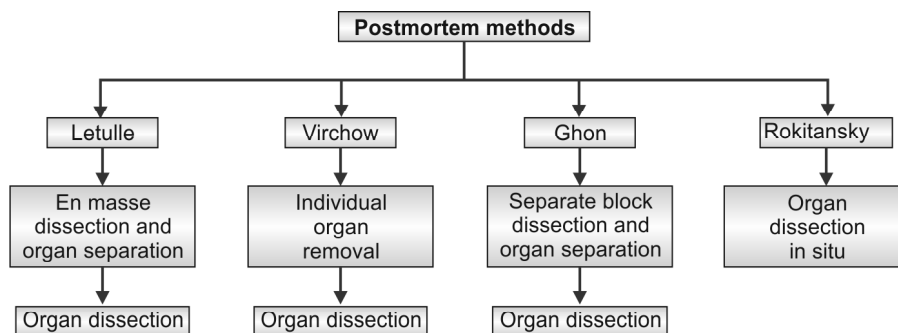 Postmortem methods
Letulle
Virchow
Ghon
Rokitansky
En masse
dissection and
organ separation
Individual
organ
removal
Separate block
dissection and
organ separation
Organ
dissection
in situ
Organ dissection
Organ dissection
Organ dissection